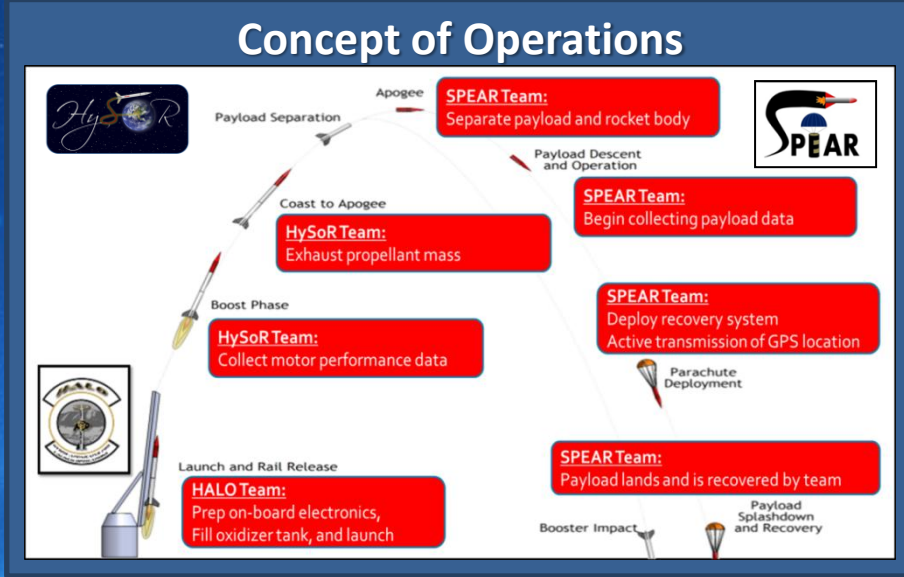 Concept of Operations
HySoR
Apogee
SPEAR Team:
Separate payload and rocket body
SPEAR
Payload Separation
Payload Descent
and Operation
SPEAR Team:
Begin collecting payload data
Coast to Apogee
HySoR Team:
Exhaust propellant mass
SPEAR Team:
Deploy recovery system
Active transmission of GPS location
Boost Phase
HySoR Team:
Collect motor performance data
Parachute
Deployment
HALO
Launch and Rail Release
HALO Team:
Prep on-board electronics,
Fill oxidizer tank, and launch
SPEAR Team:
Payload lands and is recovered by team
Booster Impact
Payload
Splashdown
and Recovery